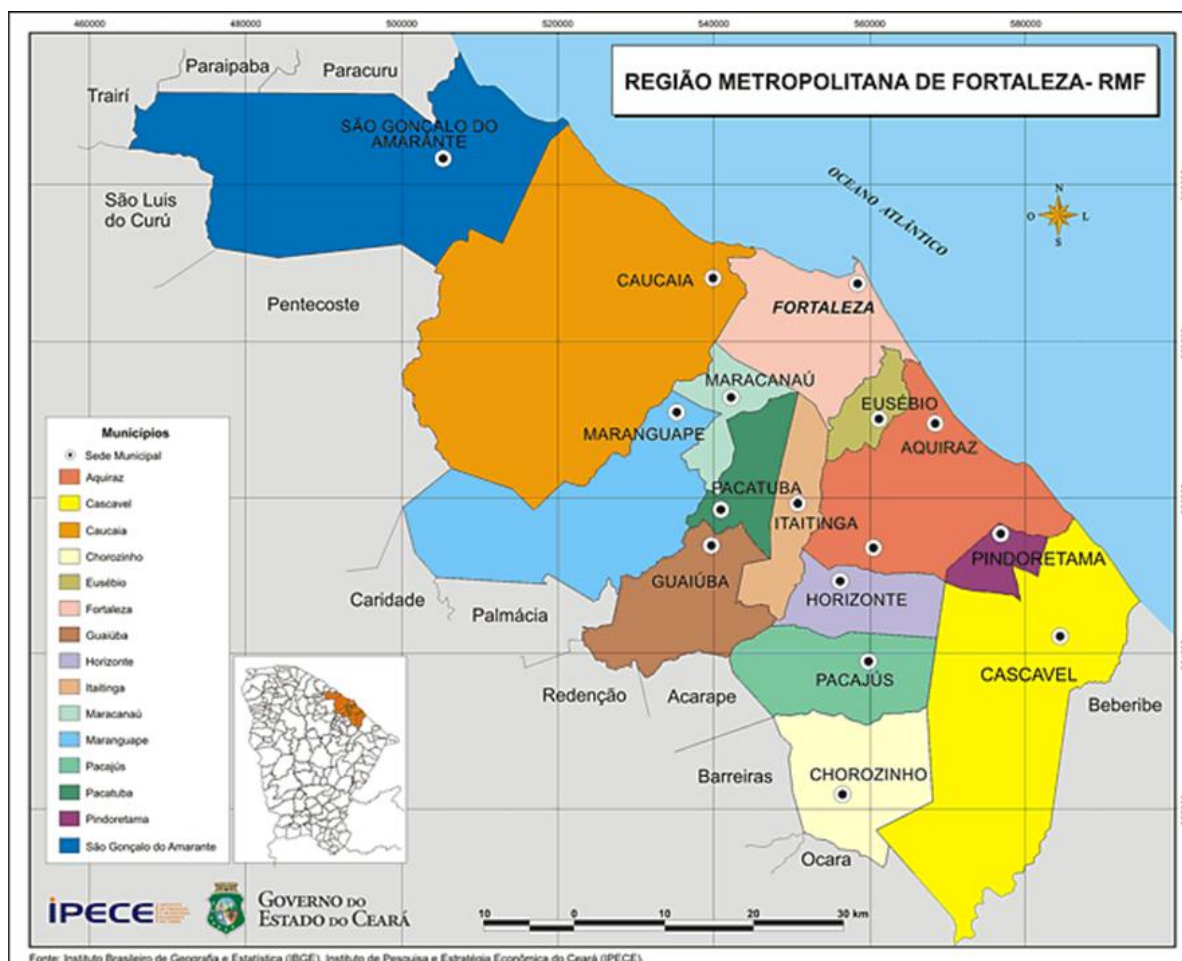 460000 480000 500000 520000 540000 560000 580000
REGIÃO METROPOLITANA DE FORTALEZA- RMF
Paraipaba
Paracuru
Trairí
SÃO GONÇALO DO
AMARANTE
São Luis
do Curú
Pentecoste
OCEANO ATLÂNTICO
N
O L
S
CAUCAIA
FORTALEZA
MARACANAÚ
EUSÉBIO
MARANGUAPE
AQUIRAZ
PACATUBA
ITAITINGA
PINDORETAMA
GUAIÚBA
HORIZONTE
Caridade
Palmácia
PACAJÚS
CASCAVEL
Redenção
Acarape
Beberibe
Barreiras
CHOROZINHO
Ocara
Municípios
Sede Municipal
Aquiraz
Cascavel
Caucaia
Chorozinho
Eusébio
Fortaleza
Guaiúba
Horizonte
Itaitinga
Maracanaú
Maranguape
Pacajús
Pacatuba
Pindoretama
São Gonçalo do Amarante
iPECE
GOVERNO DO
ESTADO DO CEARÁ
10 0 10 20 30 km
Fonte: Instituto Brasileiro de Geografia e Estatística (IBGE), Instituto de Pesquisa e Estratégia Econômica do Ceará (IPECE).